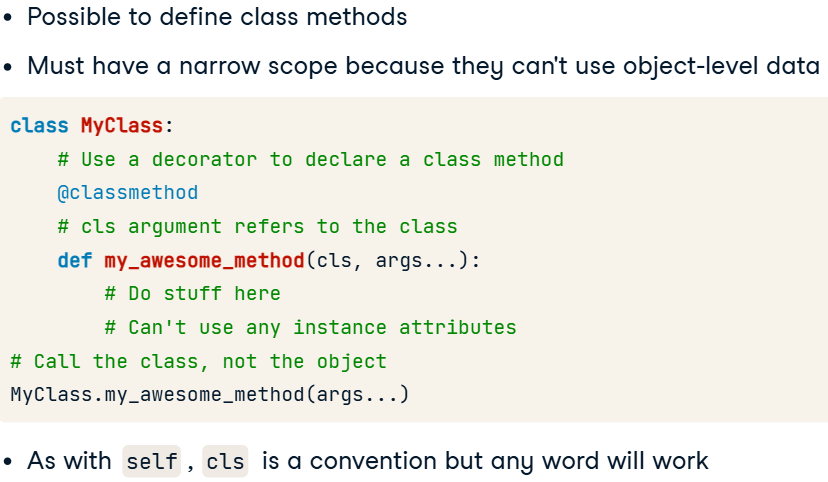 • Possible to define class methods
• Must have a narrow scope because they can't use object-level data
class MyClass:
    # Use a decorator to declare a class method
    @classmethod
    # cls argument refers to the class
    def my_awesome_method(cls, args...):
        # Do stuff here
        # Can't use any instance attributes
# Call the class, not the object
MyClass.my_awesome_method(args...)
• As with self, cls is a convention but any word will work